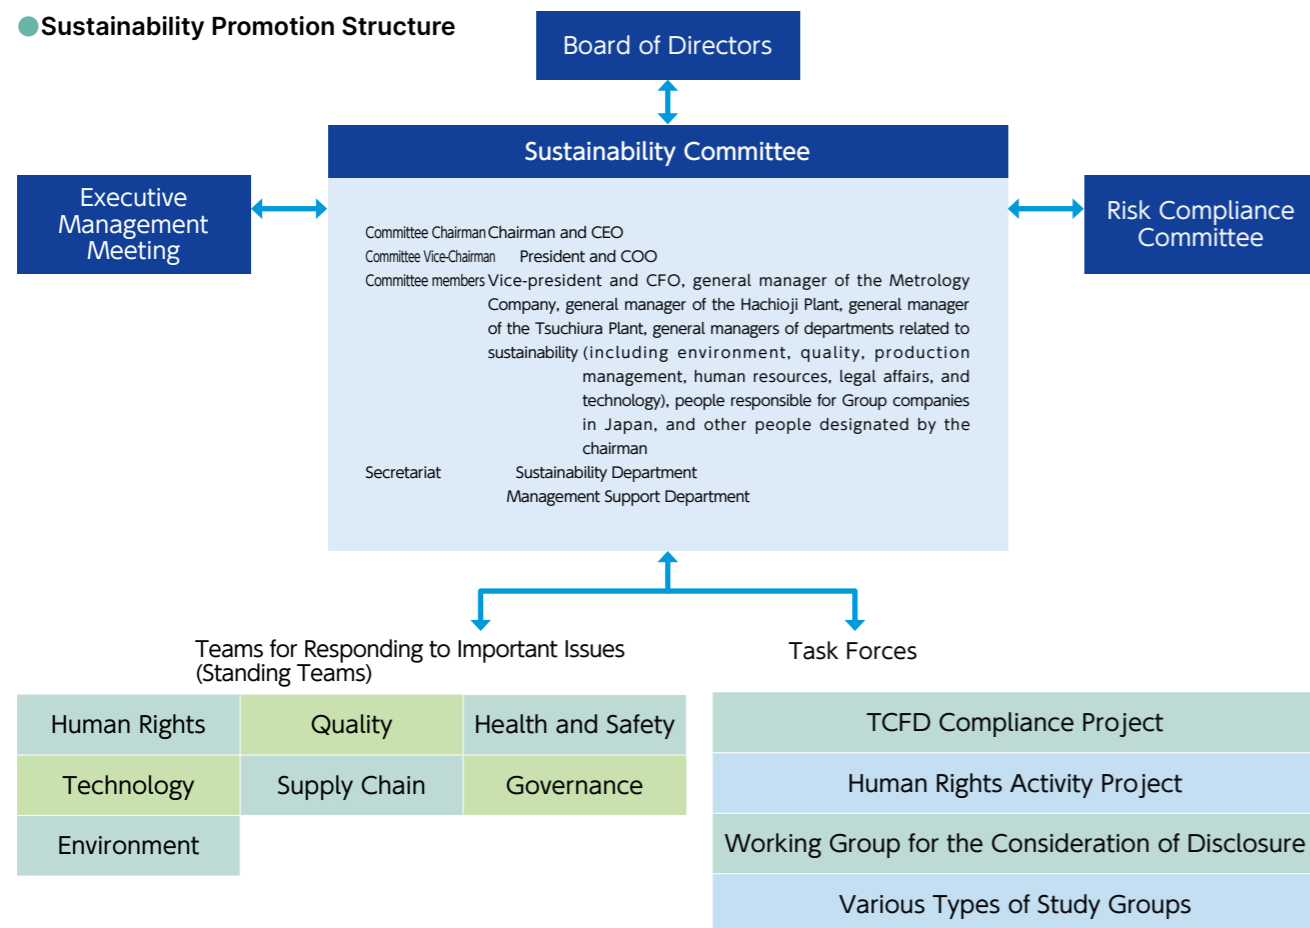 Sustainability Promotion Structure
Board of Directors
Sustainability Committee
Executive
Management
Meeting
Risk Compliance
Committee
Committee Chairman Chairman and CEO
Committee Vice-Chairman President and COO
Committee members Vice-president and CFO, general manager of the Metrology
Company, general manager of the Hachioji Plant, general manager
of the Tsuchiura Plant, general managers of departments related to
sustainability (including environment, quality, production
management, human resources, legal affairs, and
technology), people responsible for Group companies
in Japan, and other people designated by the
chairman
Secretariat Sustainability Department
Management Support Department
Teams for Responding to Important Issues
(Standing Teams)
Human Rights Quality Health and Safety
Technology Supply Chain Governance
Environment
Task Forces
TCFD Compliance Project
Human Rights Activity Project
Working Group for the Consideration of Disclosure
Various Types of Study Groups